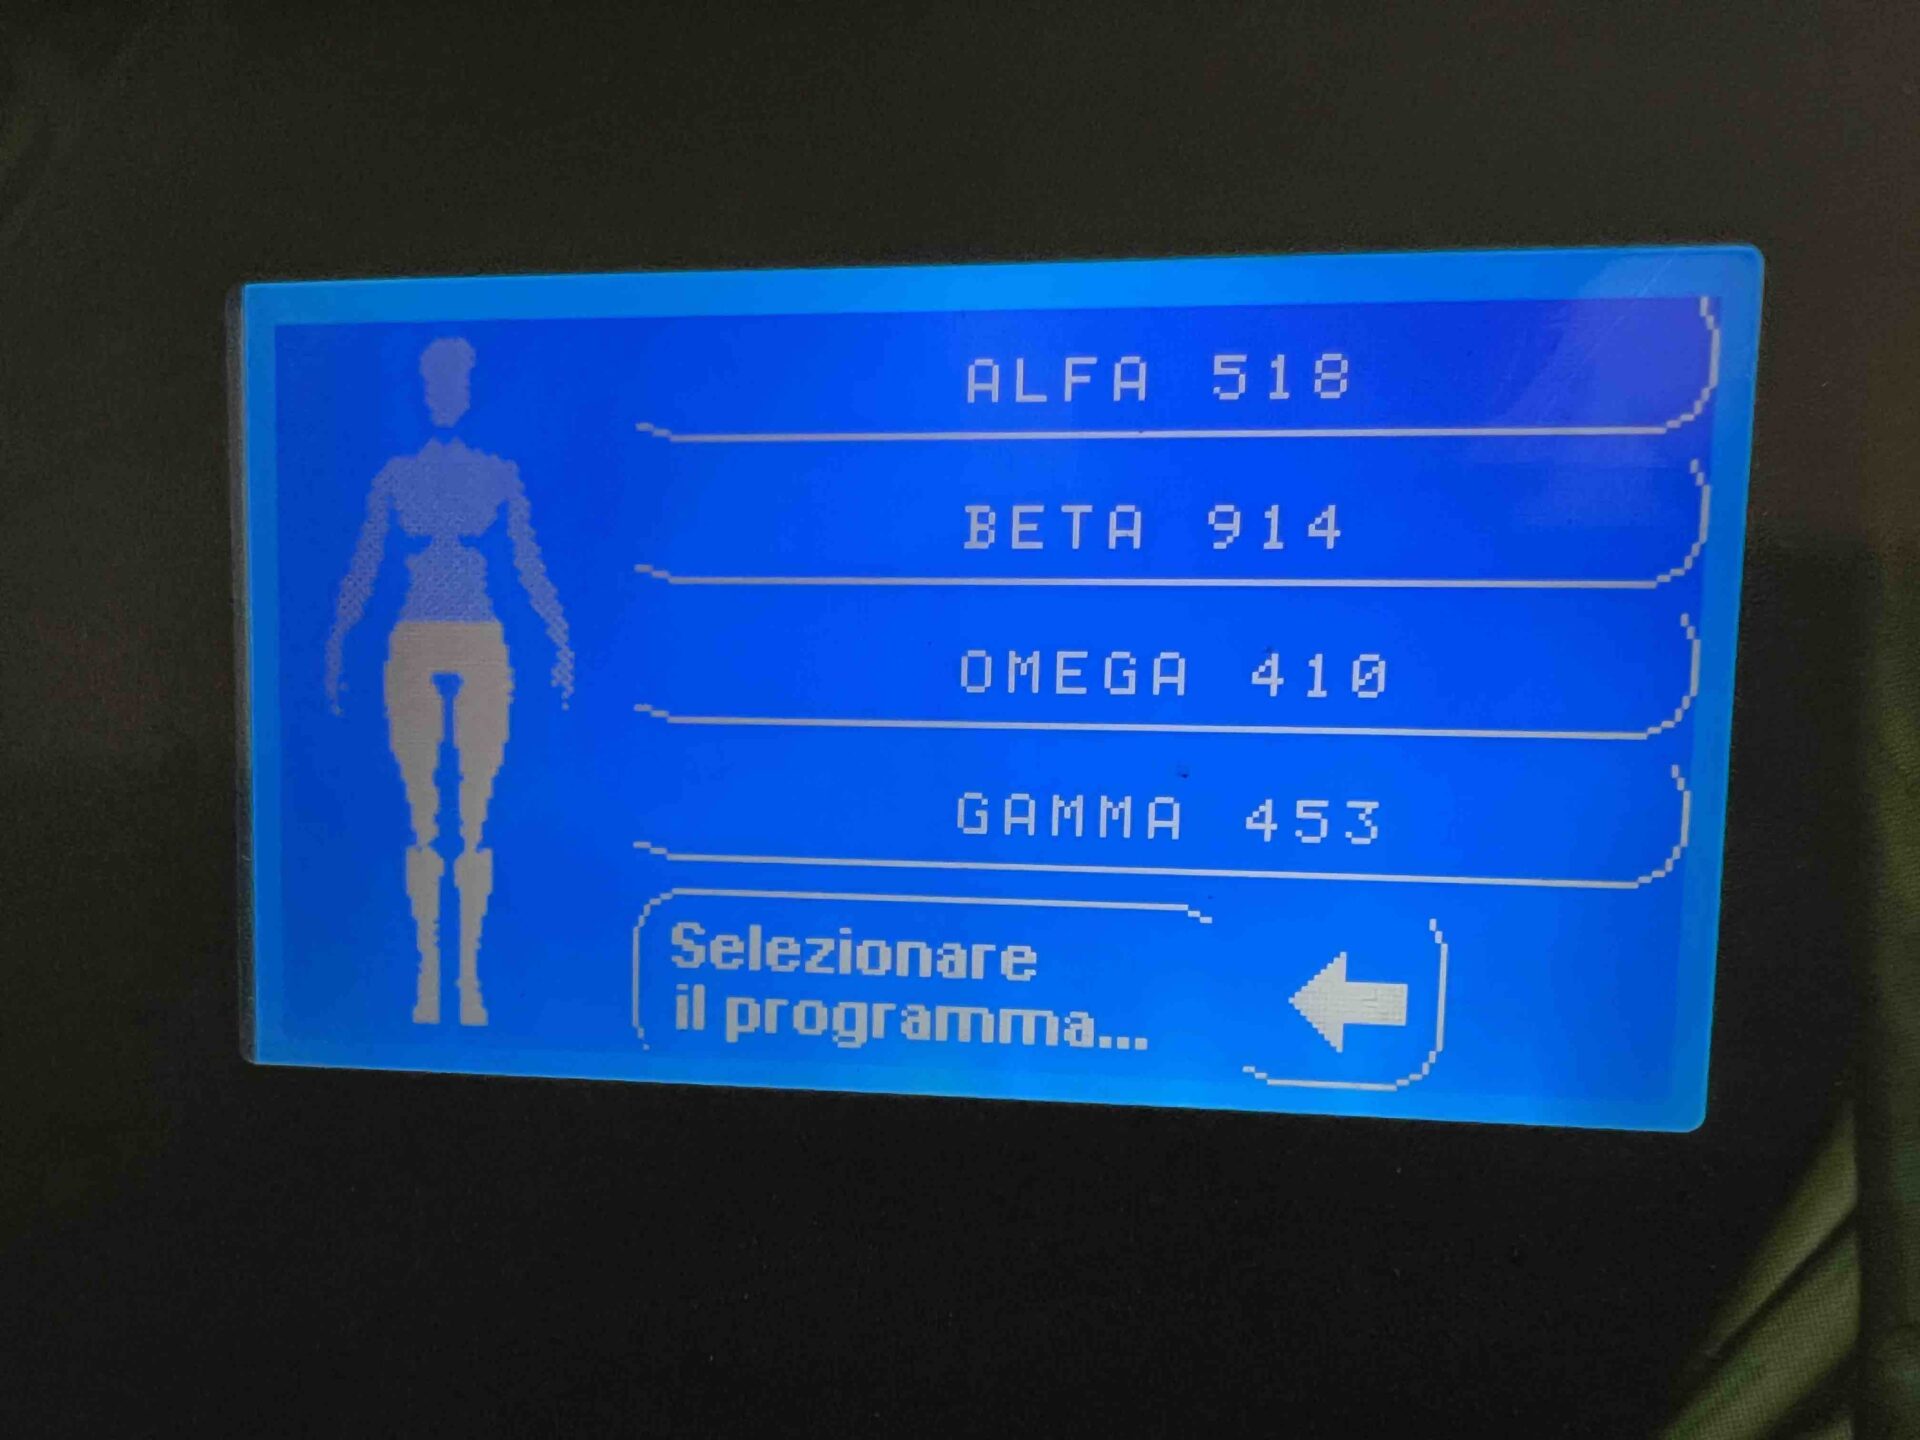 ALFA 518
BETA 914
OMEGA 410
GAMMA 453
Selezionare
il programma...